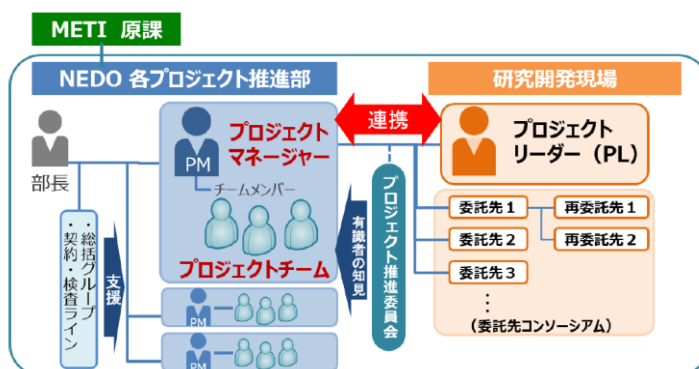 METI 原課
NEDO 各プロジェクト推進部
研究開発現場
部長
PM
プロジェクト
マネージャー
チームメンバー
プロジェクトチーム
連携
プロジェクト
リーダー（PL）
・総括グループ
・契約・検査ライン
支援
有識者の知見
プロジェクト推進委員会
委託先１
再委託先１
委託先２
再委託先２
委託先３
⋮
（委託先コンソーシアム）
PM
PM